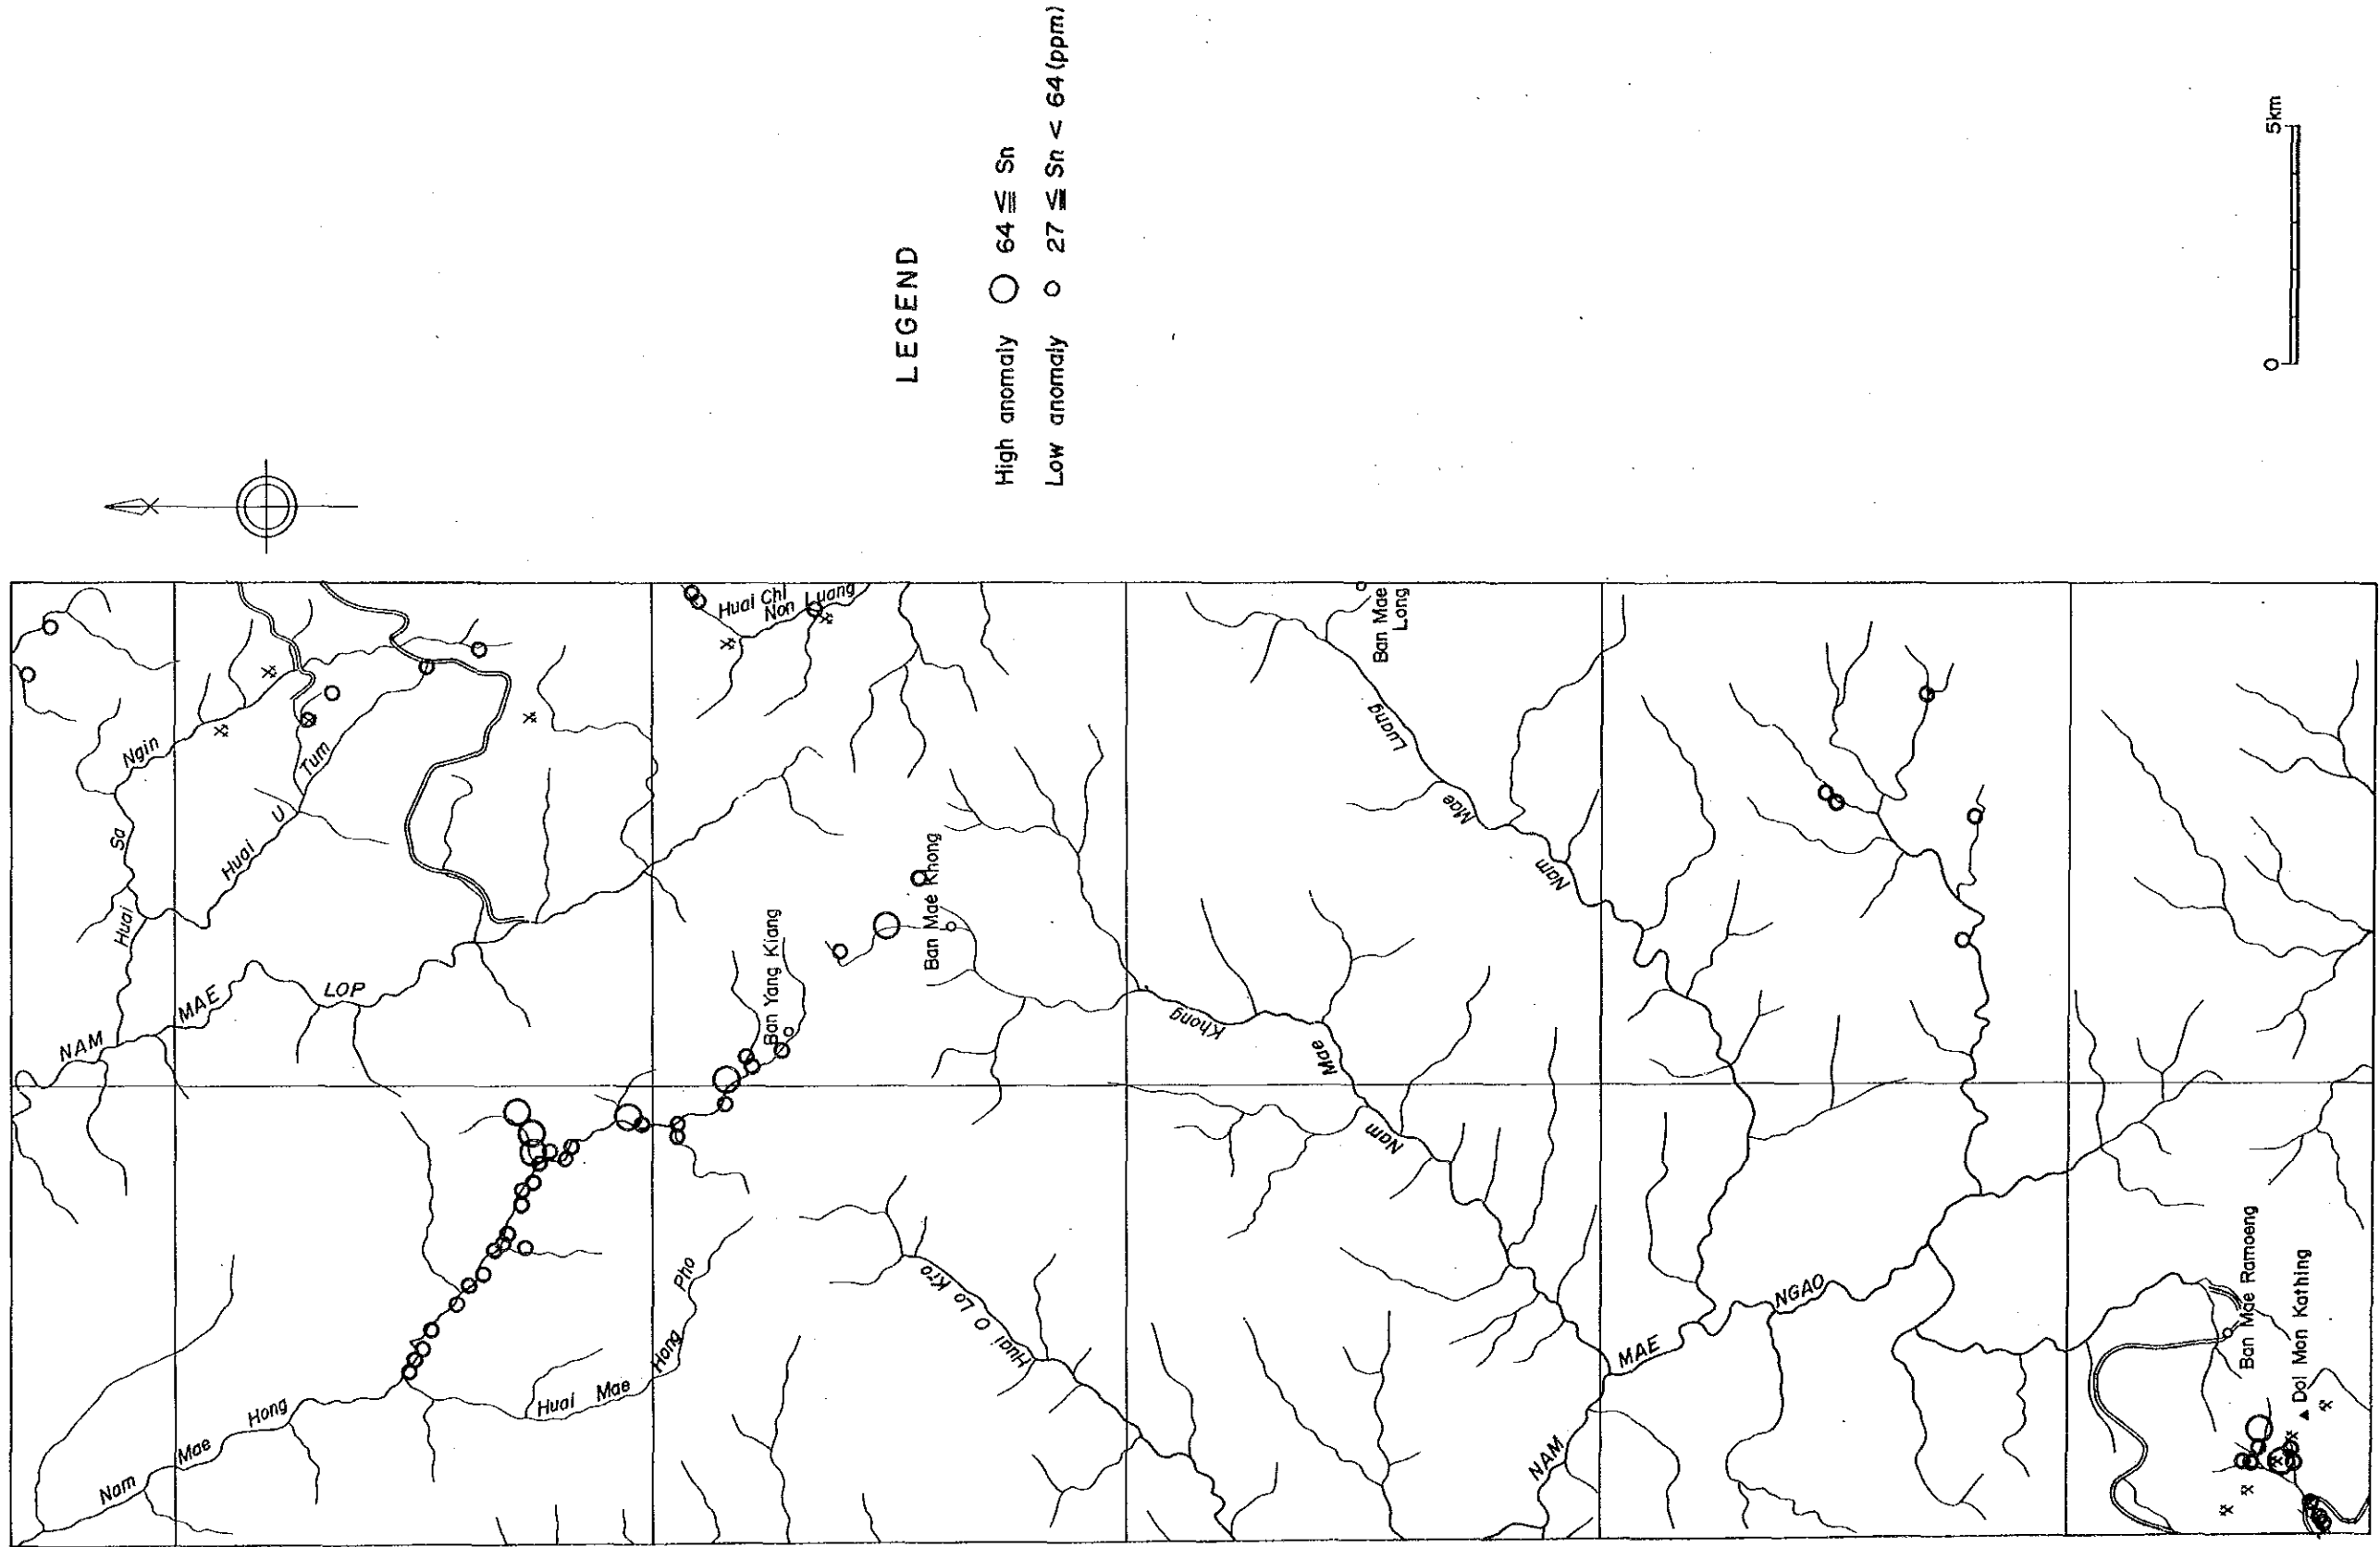 LEGEND
High anomaly ○ 64 ≦ Sn
Low anomaly ○ 27 ≦ Sn < 64 (ppm)
0 5km
NAM MAE LOP
Huai Sa Ngin
Huai U Tum
Huai Chi
Non Luang
Nam Mae Hong
Huai Mae Hong Pho
Ban Yang Kiang
Ban Mae Khong
Huai O Lo Kro
Nam Mae Khong
Nam Mae Luang
Ban Mae
Long
NAM MAE NGAO
Ban Mae Ramoeng
Doi Mon Kathing